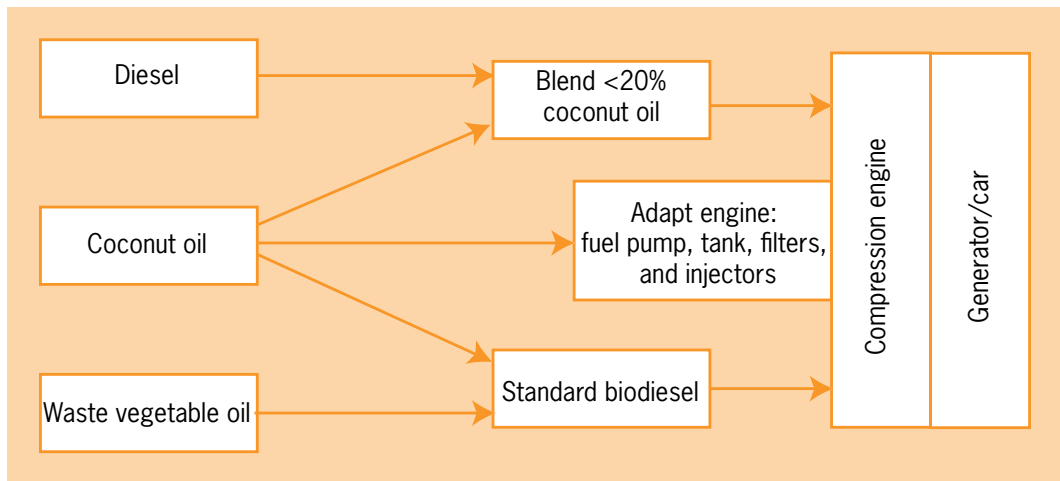 Diesel
Blend <20%
coconut oil
Coconut oil
Adapt engine:
fuel pump, tank, filters,
and injectors
Waste vegetable oil
Standard biodiesel
Compression engine
Generator/car